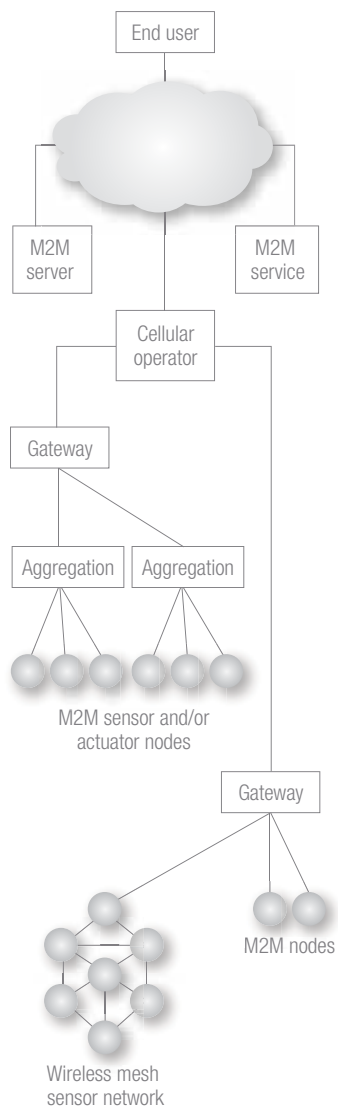 End user
M2M
server
M2M
service
Cellular
operator
Gateway
Aggregation
Aggregation
M2M sensor and/or
actuator nodes
Gateway
M2M nodes
Wireless mesh
sensor network